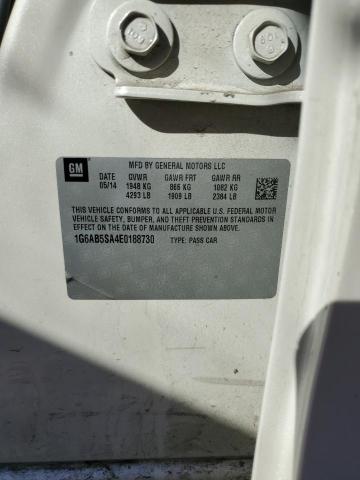 GM
MFD BY GENERAL MOTORS LLC
DATE GVWR GAWR FRT GAWR RR
05/14 1948 KG 866 KG 1082 KG
4293 LB 1909 LB 2384 LB
THIS VEHICLE CONFORMS TO ALL APPLICABLE U.S. FEDERAL MOTOR
VEHICLE SAFETY, BUMPER, AND THEFT PREVENTION STANDARDS
IN EFFECT ON THE DATE OF MANUFACTURE SHOWN ABOVE.
1G6AB5SA4E0188730 TYPE: PASS CAR